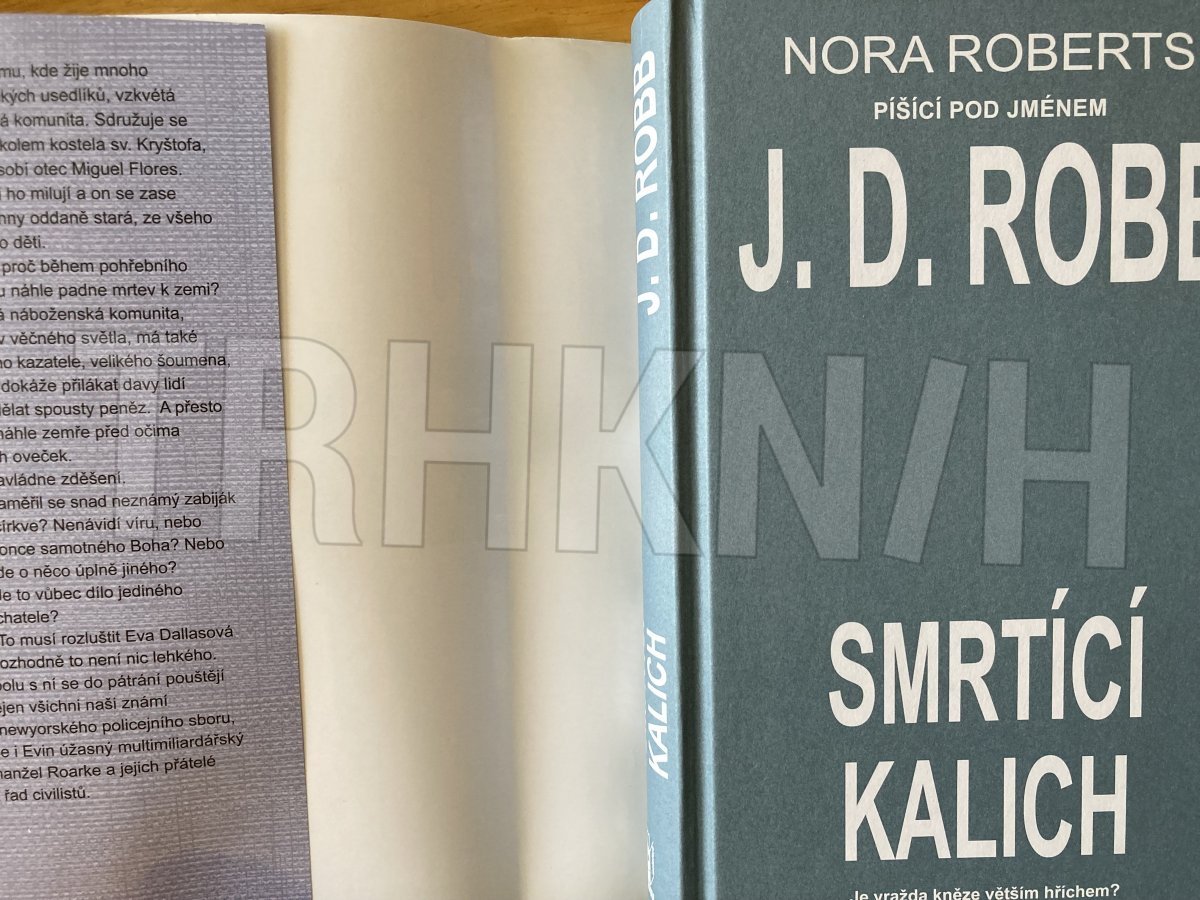 mu, kde žije mnoho
kých usedlíků, vzkvétá
á komunita. Sdružuje se
kolem kostela sv. Kryštofa,
sobí otec Miguel Flores.
í ho milují a on se zase
nny oddaně stará, ze všeho
o děti.
proč během pohřebního
u náhle padne mrtev k zemi?
á náboženská komunita,
v věčného světla, má také
ho kazatele, velikého šoumena,
dokáže přilákat davy lidí
ělat spousty peněz. A přesto
náhle zemře před očima
h oveček.
avládne zděšení.
aměřil se snad neznámý zabiják
církve? Nenávidí víru, nebo
once samotného Boha? Nebo
de o něco úplně jiného?
le to vůbec dílo jediného
chatele?
To musí rozluštit Eva Dallasová
ozhodně to není nic lehkého.
olu s ní se do pátrání pouštějí
ejen všichni naši známí
newyorského policejního sboru,
e i Evin úžasný multimiliardářský
manžel Roarke a jejich přátelé
řad civilistů.
J. D. ROBB
KALICH
NORA ROBERTS
PÍŠÍCÍ POD JMÉNEM
J. D. ROBB
SMRTÍCÍ
KALICH
Je vražda kněze větším hříchem?
TRHKNIH